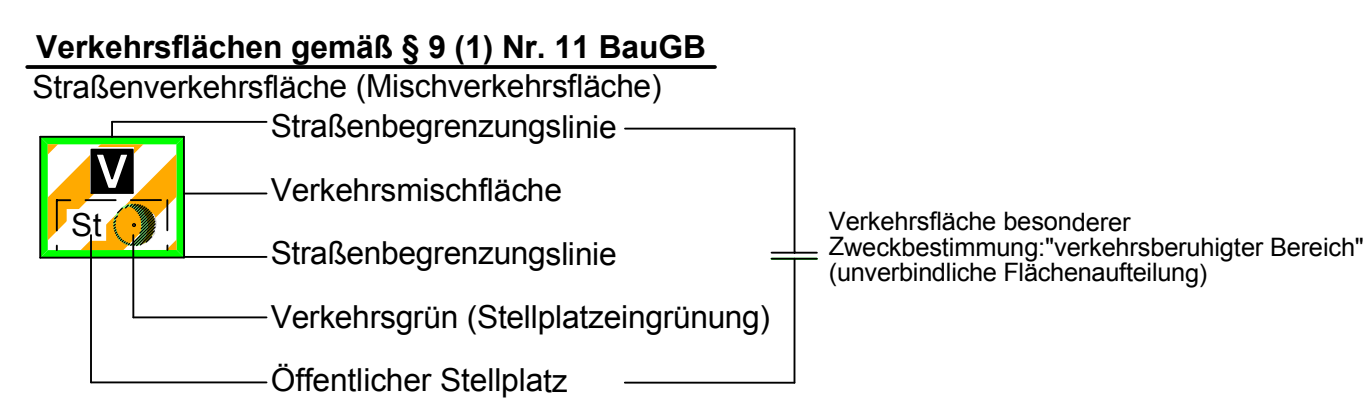 Verkehrsflächen gemäß § 9 (1) Nr. 11 BauGB
Straßenverkehrsfläche (Mischverkehrsfläche)
Straßenbegrenzungslinie
V
Verkehrsmischfläche
St
Straßenbegrenzungslinie
Verkehrsgrün (Stellplatzeingrünung)
Öffentlicher Stellplatz
Verkehrsfläche besonderer
Zweckbestimmung:"verkehrsberuhigter Bereich"
(unverbindliche Flächenaufteilung)